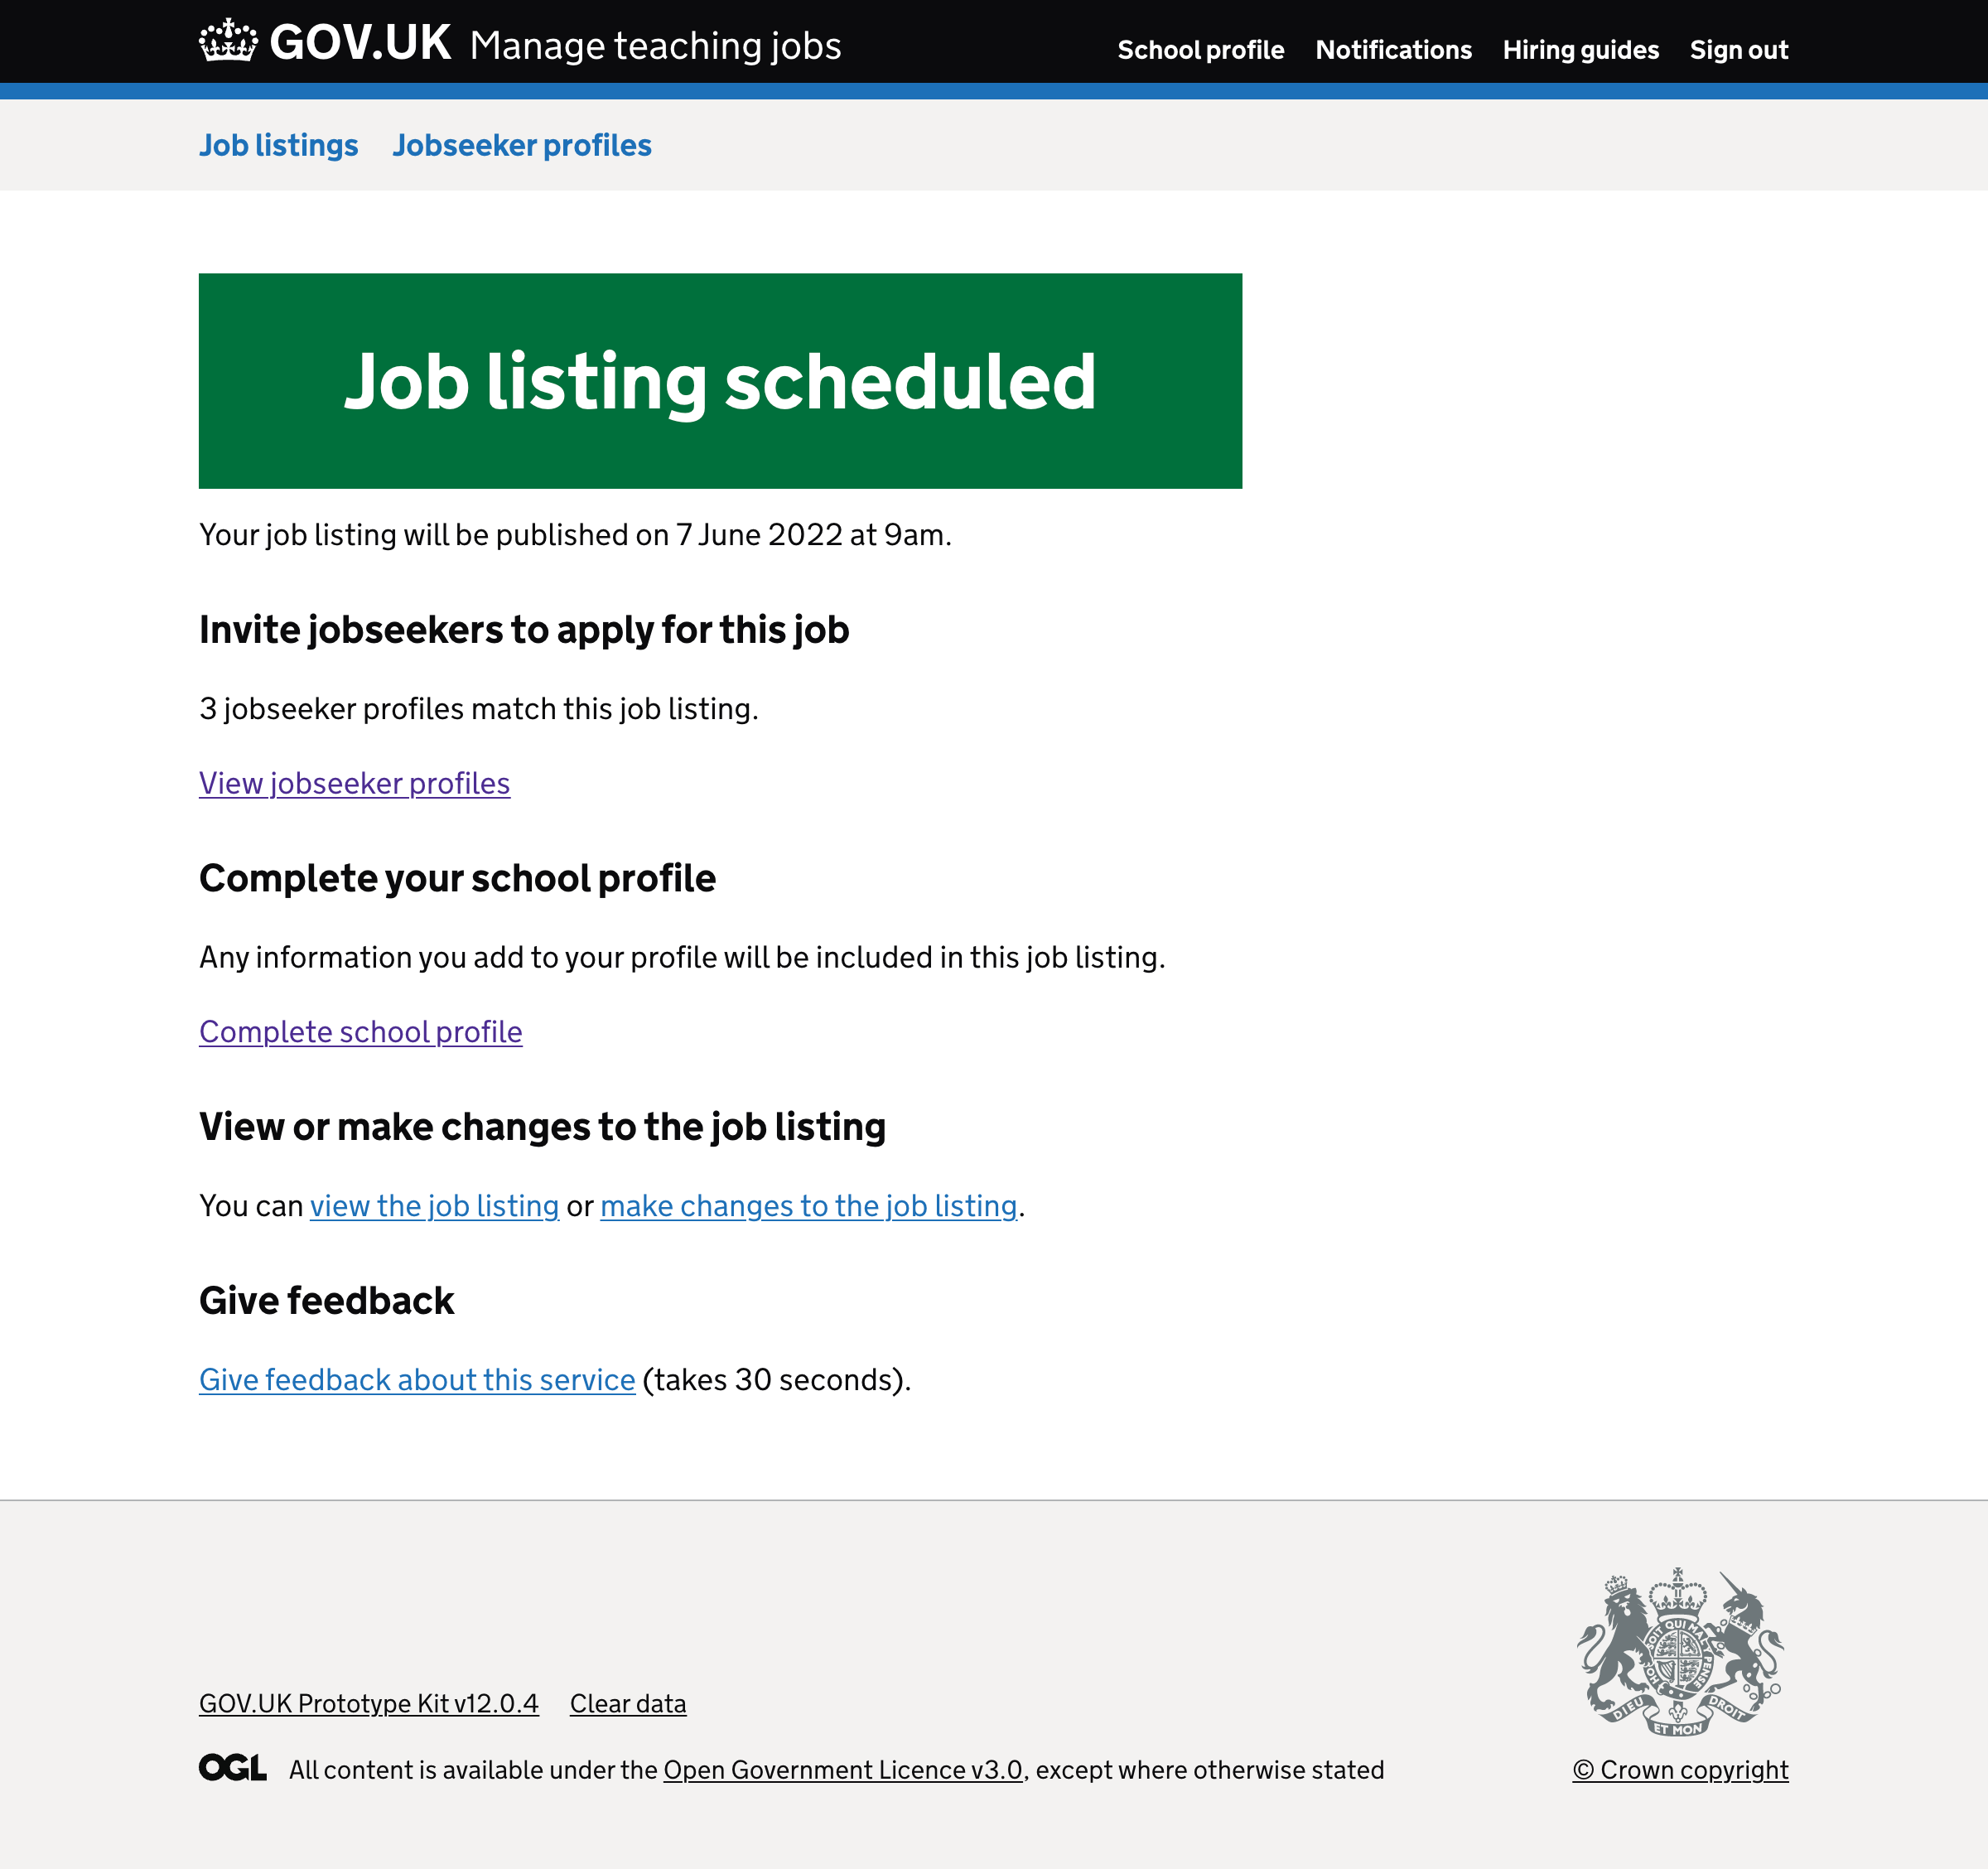 GOV.UK Manage teaching jobs School profile Notifications Hiring guides Sign out
Job listings Jobseeker profiles
Job listing scheduled
Your job listing will be published on 7 June 2022 at 9am.
Invite jobseekers to apply for this job
3 jobseeker profiles match this job listing.
View jobseeker profiles
Complete your school profile
Any information you add to your profile will be included in this job listing.
Complete school profile
View or make changes to the job listing
You can view the job listing or make changes to the job listing.
Give feedback
Give feedback about this service (takes 30 seconds).
DIEU ET MON DROIT
GOV.UK Prototype Kit v12.0.4 Clear data
OGL All content is available under the Open Government Licence v3.0, except where otherwise stated
© Crown copyright